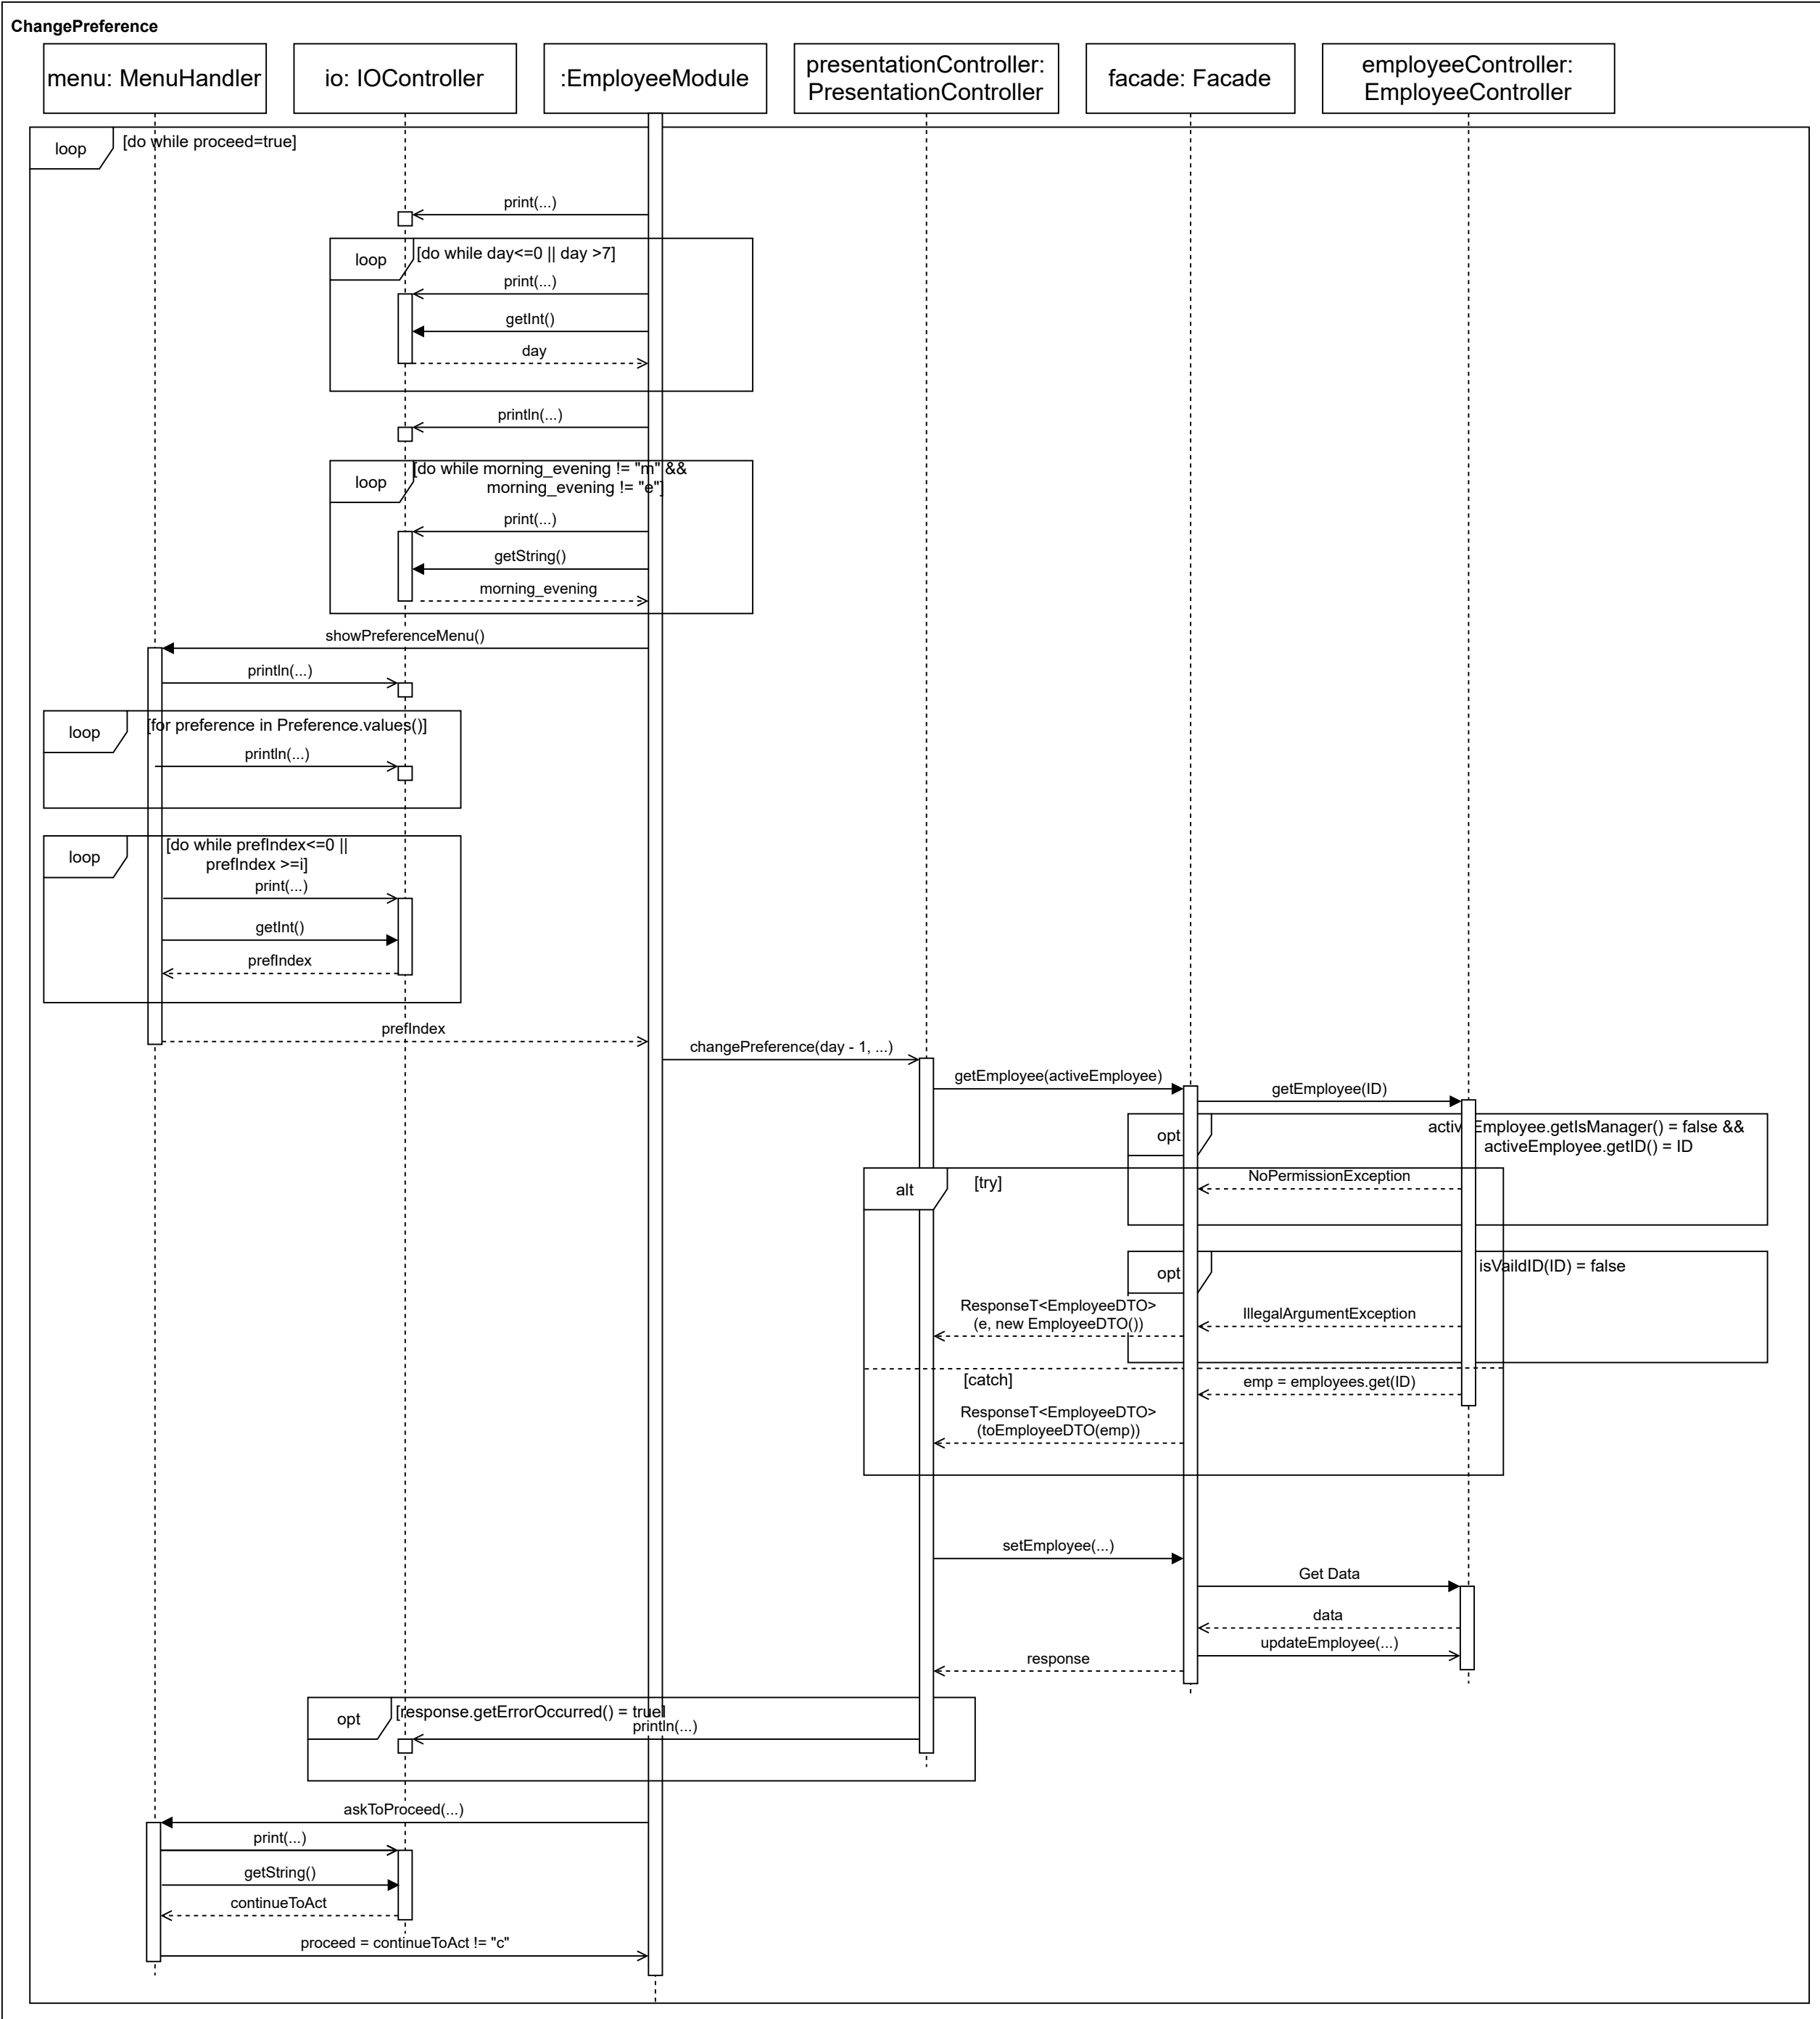 ChangePreference
menu: MenuHandler
io: IOController
:EmployeeModule
presentationController:
PresentationController
facade: Facade
employeeController:
EmployeeController
loop
[do while proceed=true]
print(...)
loop
[do while day<=0 || day >7]
print(...)
getInt()
day
println(...)
loop
[do while morning_evening != "m" &&
morning_evening != "e"]
print(...)
getString()
morning_evening
showPreferenceMenu()
println(...)
loop
[for preference in Preference.values()]
println(...)
loop
[do while prefIndex<=0 ||
prefIndex >=i]
print(...)
getInt()
prefIndex
prefIndex
changePreference(day - 1, ...)
getEmployee(activeEmployee)
getEmployee(ID)
opt
activeEmployee.getIsManager() = false &&
activeEmployee.getID() = ID
NoPermissionException
alt
[try]
opt
isVaildID(ID) = false
ResponseT<EmployeeDTO>
(e, new EmployeeDTO())
IllegalArgumentException
[catch]
emp = employees.get(ID)
ResponseT<EmployeeDTO>
(toEmployeeDTO(emp))
setEmployee(...)
Get Data
data
updateEmployee(...)
response
opt
[response.getErrorOccurred() = true]
println(...)
askToProceed(...)
print(...)
getString()
continueToAct
proceed = continueToAct != "c"